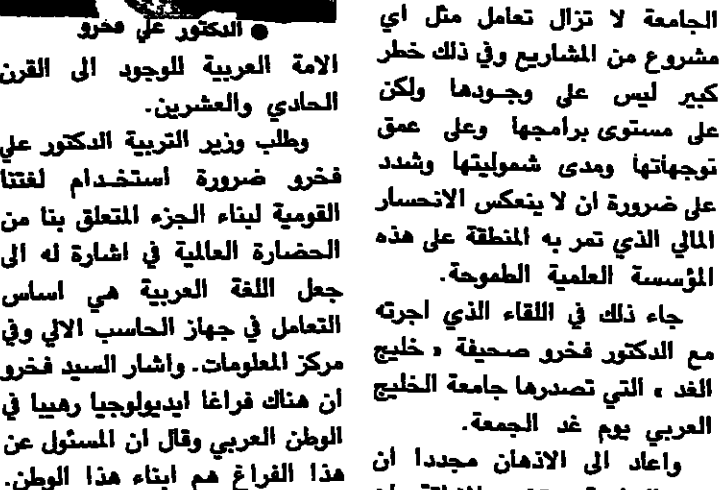 الجامعة لا تزال تعامل مثل اي
مشروع من المشاريع وفي ذلك خطر
كبير ليس على وجودها ولكن
على مستوى برامجها وعلى عمق
توجهاتها ومدى شموليتها وشدد
على ضرورة ان لا ينعكس الانحسار
المالي الذي تمر به المنطقة على هذه
المؤسسة العلمية الطموحة.
جاء ذلك في اللقاء الذي اجرته
مع الدكتور فخرو صحيفة « خليج
الغد » التي تصدرها جامعة الخليج
العربي يوم غد الجمعة.
واعاد الى الاذهان مجددا ان
● الدكتور علي فخرو
الامة العربية للوجود الى القرن
الحادي والعشرين.
وطلب وزير التربية الدكتور علي
فخرو ضرورة استخدام لغتنا
القومية لبناء الجزء المتعلق بنا من
الحضارة العالمية في اشارة له الى
جعل اللغة العربية هي اساس
التعامل في جهاز الحاسب الالي وفي
مركز المعلومات. واشار السيد فخرو
ان هناك فراغا ايديولوجيا رهيبا في
الوطن العربي وقال ان المسئول عن
هذا الفراغ هم ابناء هذا الوطن.